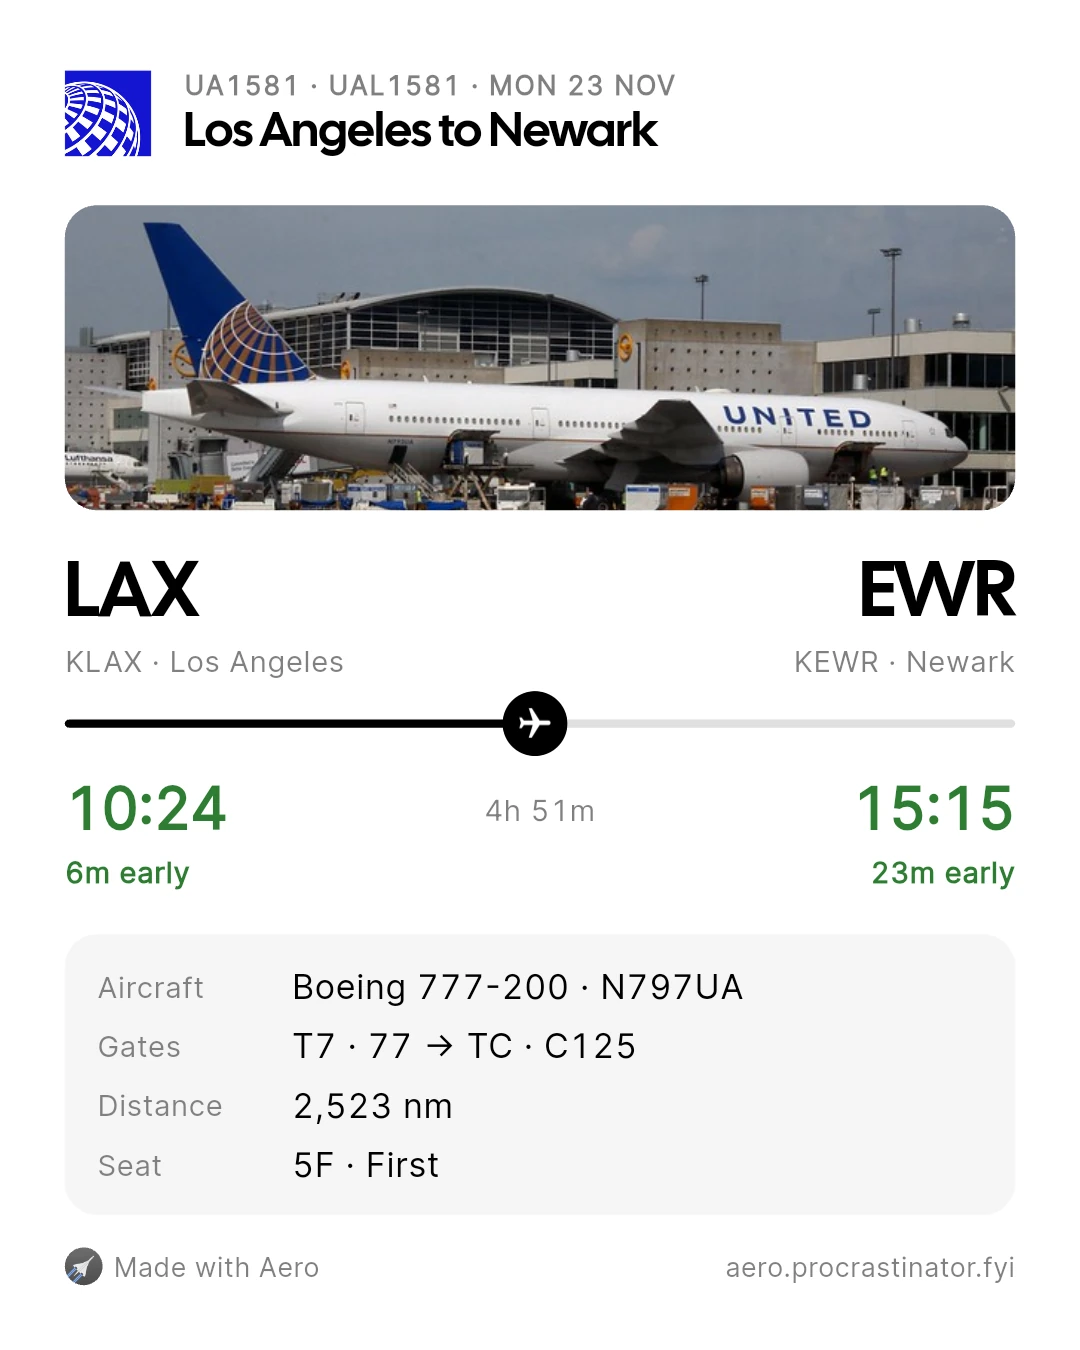 UA1581 · UAL1581 · MON 23 NOV
Los Angeles to Newark
UNITED
Lufthansa
LAX
EWR
KLAX · Los Angeles
KEWR · Newark
10:24
4h 51m
15:15
6m early
23m early
Aircraft Boeing 777-200 · N797UA
Gates T7 · 77 → TC · C125
Distance 2,523 nm
Seat 5F · First
Made with Aero
aero.procrastinator.fyi